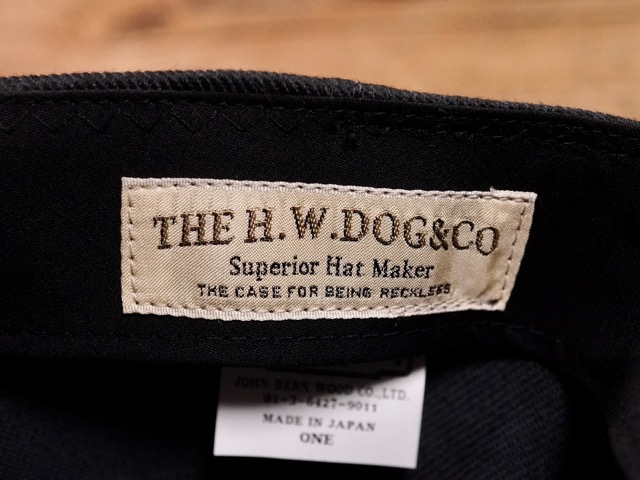 THE H.W.DOG&CO
Superior Hat Maker
THE CASE FOR BEING RECKLESS
JOHN BERN WOOD CO.,LTD.
81-3-6427-9011
MADE IN JAPAN
ONE